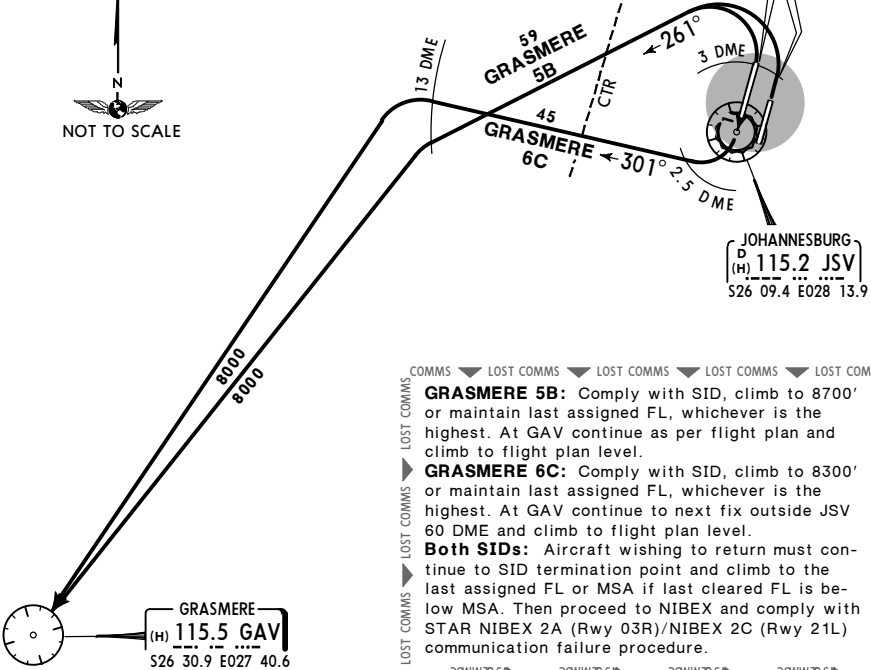 59
GRASMERE
5B
261°
3 DME
13 DME
CTR
N
NOT TO SCALE
45
GRASMERE
6C
301°
2.5 DME
JOHANNESBURG
D
(H) 115.2 JSV
S26 09.4 E028 13.9
8000
8000
COMMS LOST COMMS LOST COMMS LOST COMMS LOST COM
LOST COMMS
LOST COMMS
LOST COMMS
GRASMERE 5B: Comply with SID, climb to 8700'
or maintain last assigned FL, whichever is the
highest. At GAV continue as per flight plan and
climb to flight plan level.
GRASMERE 6C: Comply with SID, climb to 8300'
or maintain last assigned FL, whichever is the
highest. At GAV continue to next fix outside JSV
60 DME and climb to flight plan level.
Both SIDs: Aircraft wishing to return must con-
tinue to SID termination point and climb to the
last assigned FL or MSA if last cleared FL is be-
low MSA. Then proceed to NIBEX and comply with
STAR NIBEX 2A (Rwy 03R)/NIBEX 2C (Rwy 21L)
communication failure procedure.
GRASMERE
(H) 115.5 GAV
S26 30.9 E027 40.6